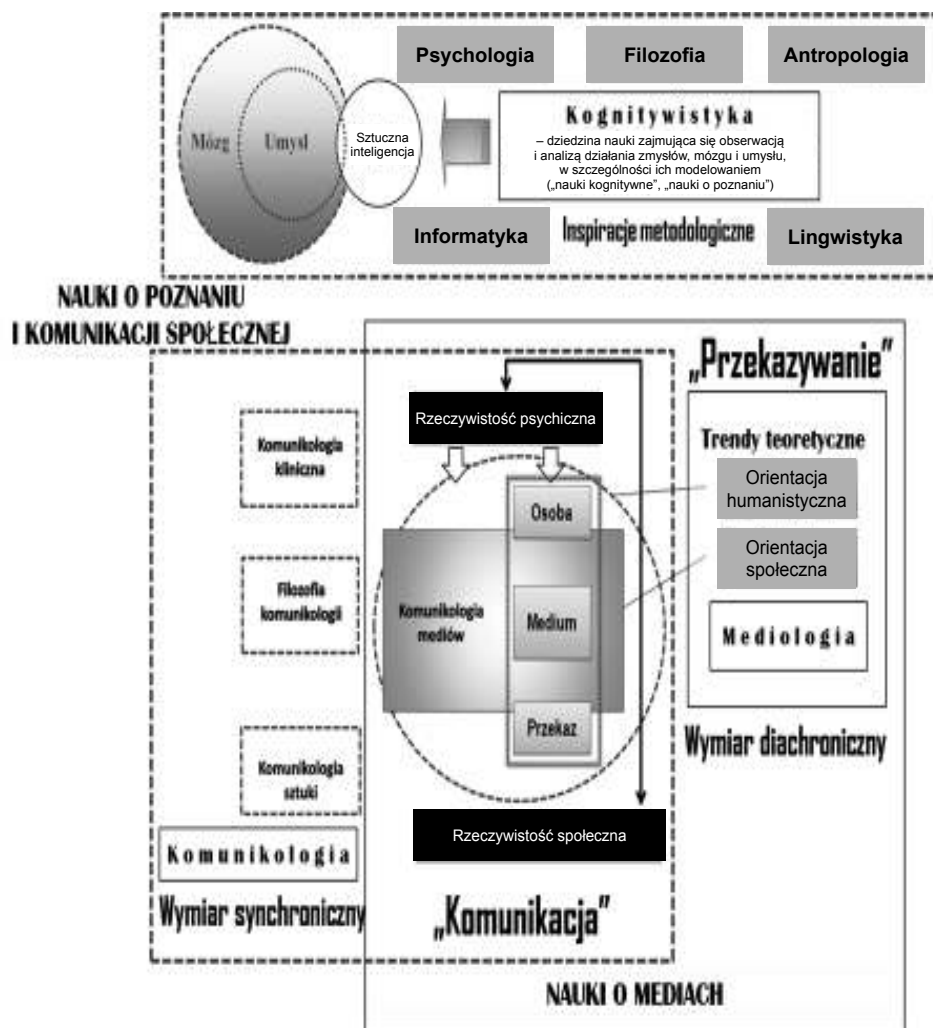 Psychologia
Filozofia
Antropologia
Mózg
Umysł
Sztuczna
inteligencja
Kognitywistyka
– dziedzina nauki zajmująca się obserwacją
i analizą działania zmysłów, mózgu i umysłu,
w szczególności ich modelowaniem
(„nauki kognitywne”, „nauki o poznaniu”)
Informatyka
Inspiracje metodologiczne
Lingwistyka
NAUKI O POZNANIU
I KOMUNIKACJI SPOŁECZNEJ
„Przekazywanie”
Rzeczywistość psychiczna
Trendy teoretyczne
Komunikologia
kliniczna
Orientacja
humanistyczna
Osoba
Orientacja
społeczna
Filozofia
komunikologii
Komunikologia
mediów
Medium
Mediologia
Przekaz
Wymiar diachroniczny
Komunikologia
sztuki
Rzeczywistość społeczna
Komunikologia
Wymiar synchroniczny
„Komunikacja”
NAUKI O MEDIACH